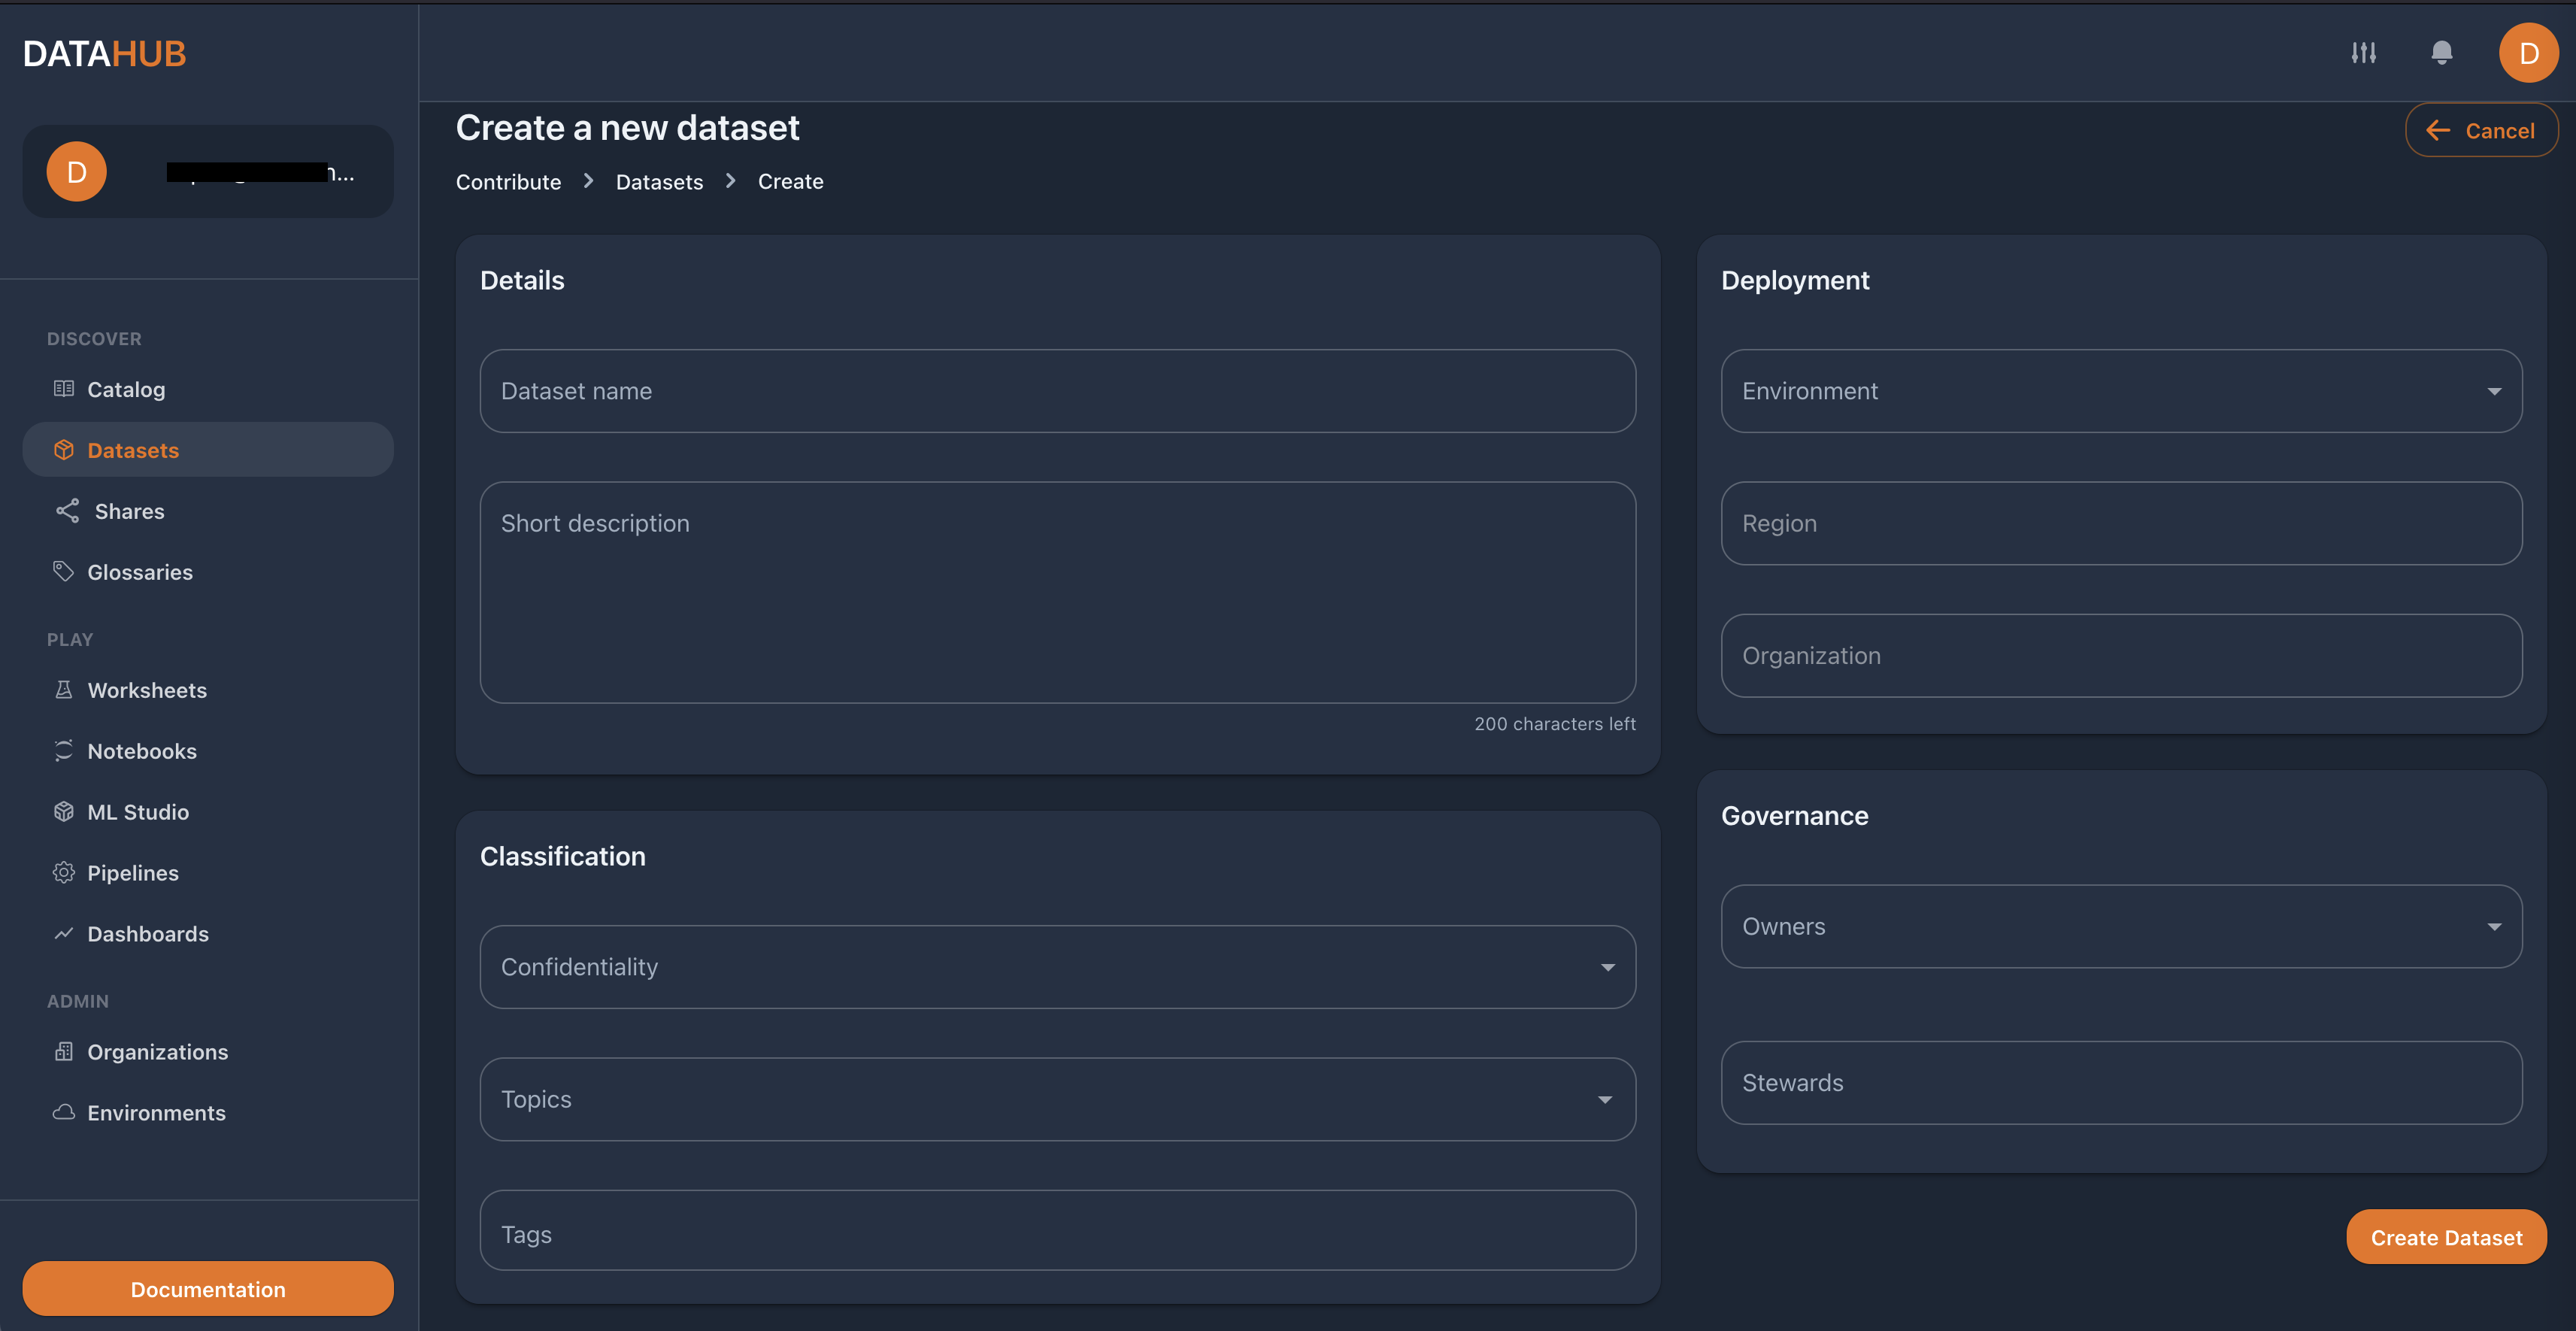 DATAHUB
D
D
n...
DISCOVER
Catalog
Datasets
Shares
Glossaries
PLAY
Worksheets
Notebooks
ML Studio
Pipelines
Dashboards
ADMIN
Organizations
Environments
Documentation
Create a new dataset
Cancel
Contribute > Datasets > Create
Details
Dataset name
Short description
200 characters left
Classification
Confidentiality
Topics
Tags
Deployment
Environment
Region
Organization
Governance
Owners
Stewards
Create Dataset